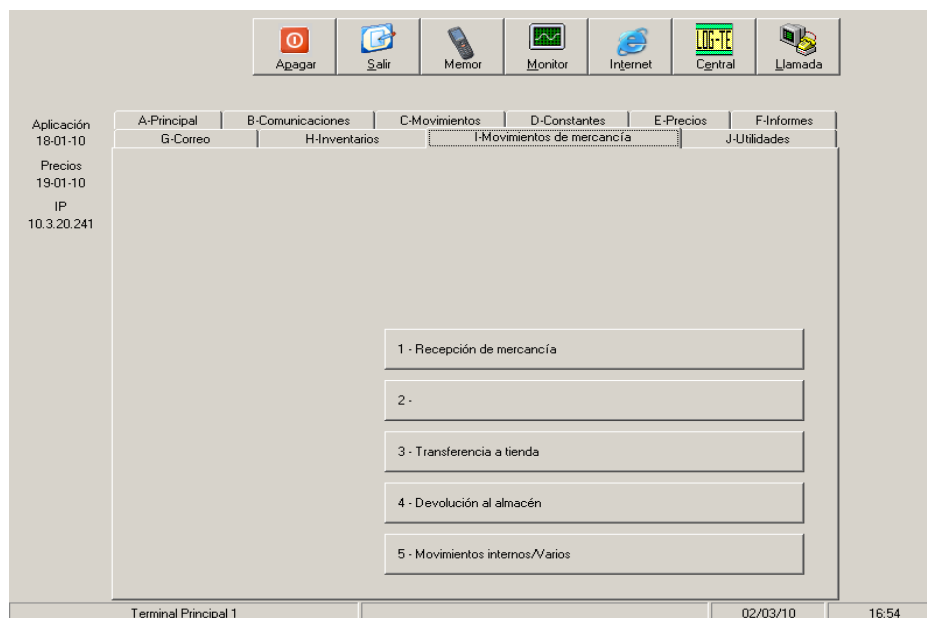 LOG-TE
Apagar
Salir
Memor
Monitor
Internet
Central
Llamada
A-Principal
B-Comunicaciones
C-Movimientos
D-Constantes
E-Precios
F-Informes
G-Correo
H-Inventarios
I-Movimientos de mercancía
J-Utilidades
Aplicación
18-01-10
Precios
19-01-10
IP
10.3.20.241
1 - Recepción de mercancía
2 -
3 - Transferencia a tienda
4 - Devolución al almacén
5 - Movimientos internos/Varios
Terminal Principal 1
02/03/10
16:54